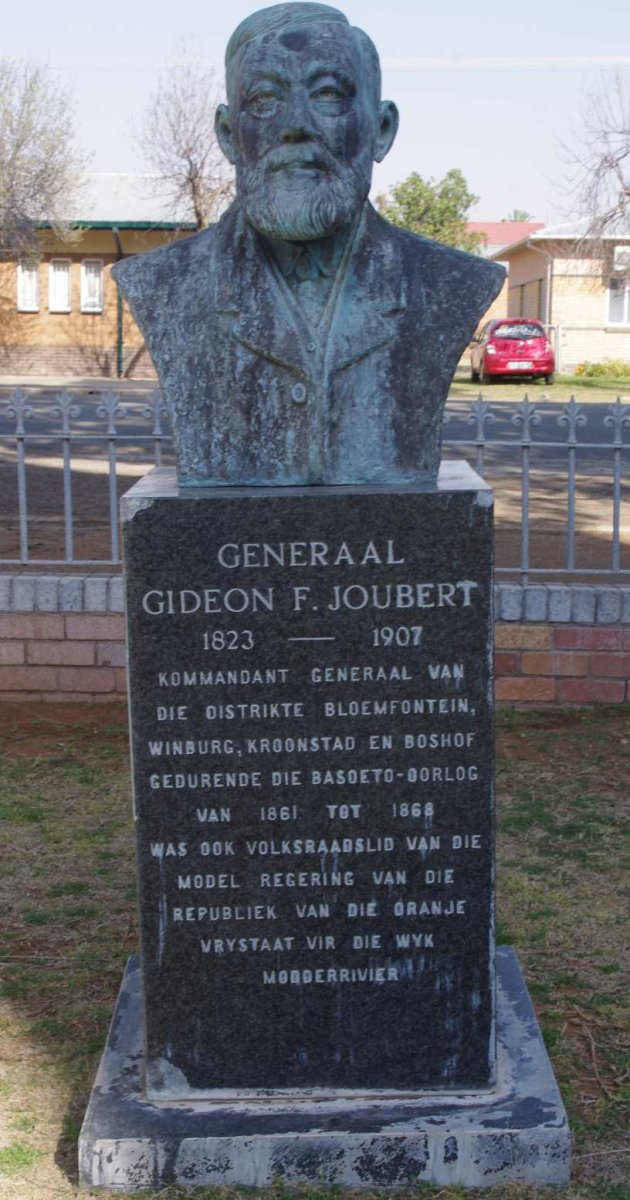 GENERAAL
GIDEON F. JOUBERT
1823 — 1907
KOMMANDANT GENERAAL VAN
DIE DISTRIKTE BLOEMFONTEIN,
WINBURG, KROONSTAD EN BOSHOF
GEDURENDE DIE BASOETO-OORLOG
VAN 1861 TOT 1868
WAS OOK VOLKSRAADSLID VAN DIE
MODEL REGERING VAN DIE
REPUBLIEK VAN DIE ORANJE
VRYSTAAT VIR DIE WYK
MODDERRIVIER